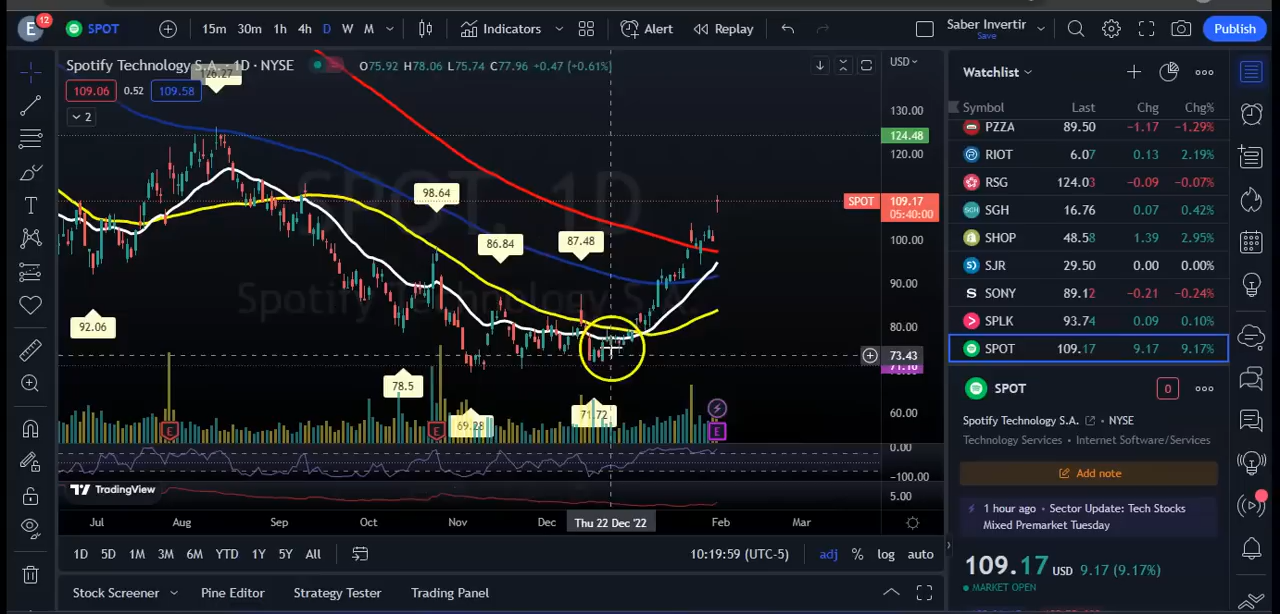 E
12
SPOT
15m 30m 1h 4h D W M
Indicators
Alert
Replay
Saber Invertir
Save
Publish
Spotify Technology S.A. · 1D · NYSE
O75.92 H78.06 L75.74 C77.96 +0.47 (+0.61%)
109.06 0.52 109.58
2
126.27
98.64
86.84
87.48
92.06
78.5
69.28
71.72
SPOT, 1D
Spotify Technology S.A.
E
E
E
TradingView
USD
130.00
124.48
120.00
SPOT 109.17
05:40:00
100.00
90.00
80.00
73.43
71.10
60.00
0.00
−100.00
5.00
Jul Aug Sep Oct Nov Dec Thu 22 Dec '22 Feb Mar
1D 5D 1M 3M 6M YTD 1Y 5Y All
10:19:59 (UTC-5) adj % log auto
Stock Screener Pine Editor Strategy Tester Trading Panel
Watchlist
Symbol Last Chg Chg%
PZZA 89.50 −1.17 −1.29%
RIOT 6.07 0.13 2.19%
RSG 124.03 −0.09 −0.07%
SGH 16.76 0.07 0.42%
SHOP 48.58 1.39 2.95%
SJR 29.50 0.00 0.00%
SONY 89.12 −0.21 −0.24%
SPLK 93.74 0.09 0.10%
SPOT 109.17 9.17 9.17%
SPOT
0
Spotify Technology S.A. • NYSE
Technology Services • Internet Software/Services
Add note
1 hour ago • Sector Update: Tech Stocks
Mixed Premarket Tuesday
109.17 USD 9.17 (9.17%)
MARKET OPEN